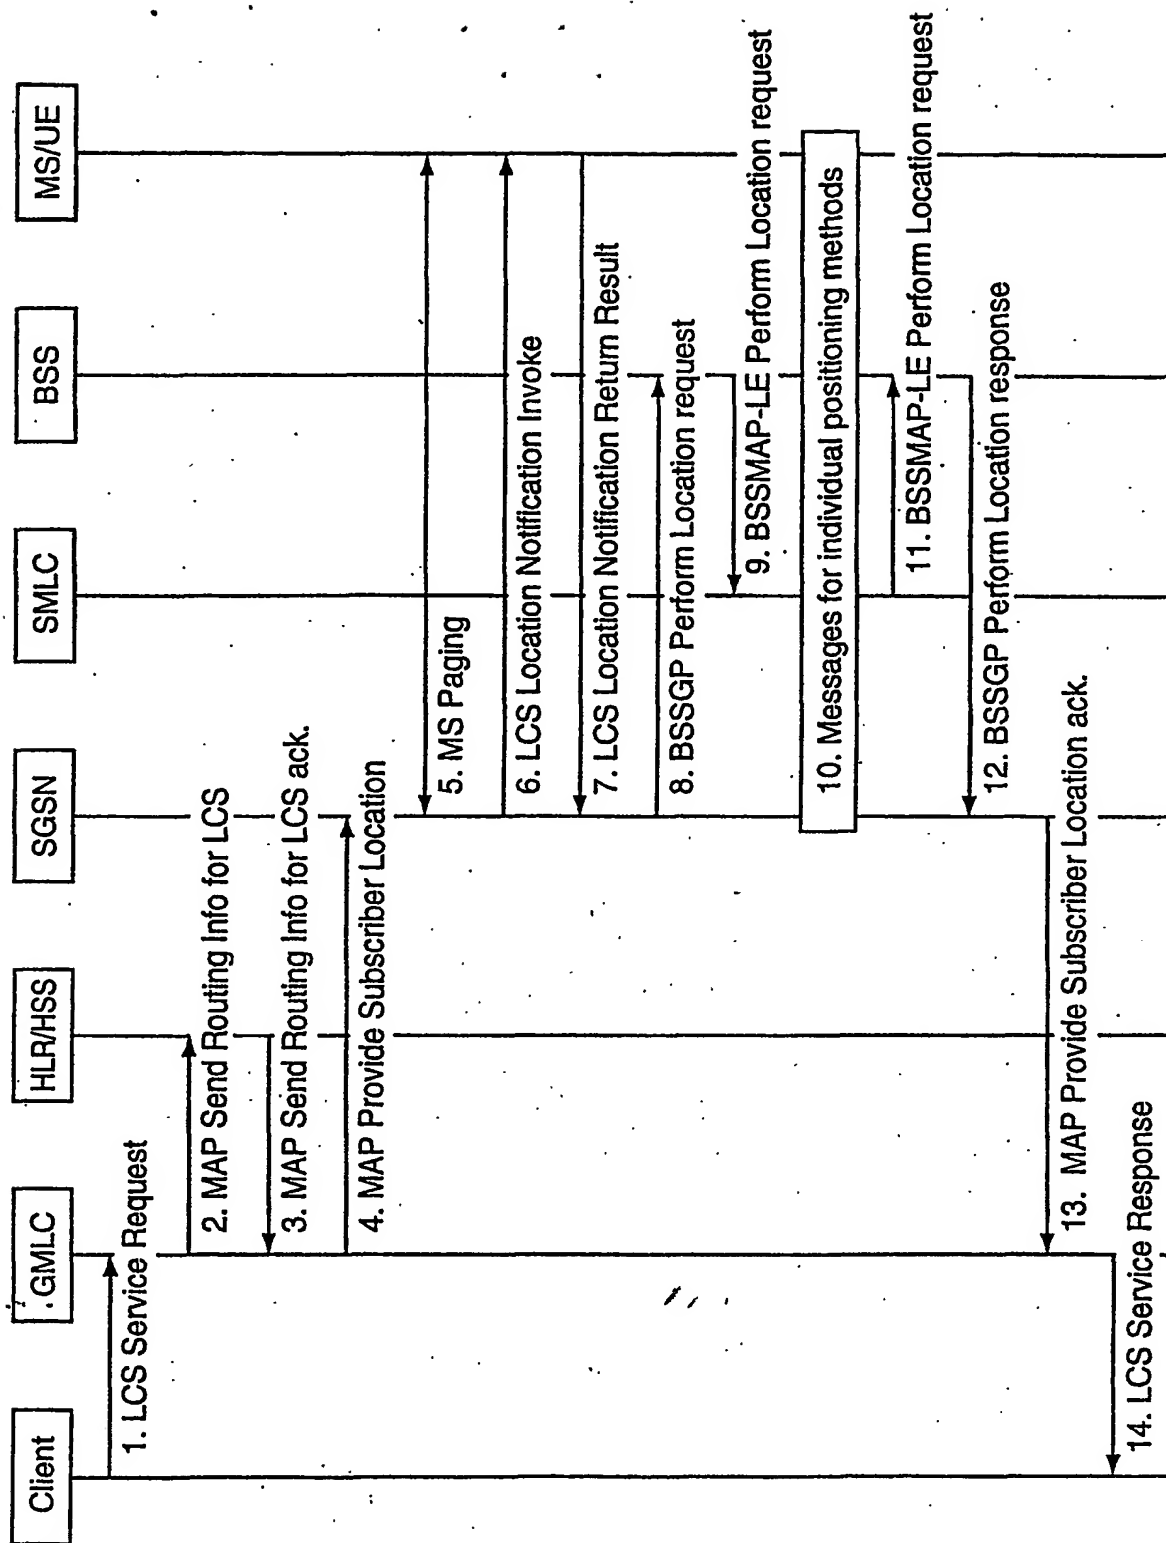 Client
GMLC
HLR/HSS
SGSN
SMLC
BSS
MS/UE
1. LCS Service Request
2. MAP Send Routing Info for LCS
3. MAP Send Routing Info for LCS ack.
4. MAP Provide Subscriber Location
5. MS Paging
6. LCS Location Notification Invoke
7. LCS Location Notification Return Result
8. BSSGP Perform Location request
9. BSSMAP-LE Perform Location request
10. Messages for individual positioning methods
11. BSSMAP-LE Perform Location request
12. BSSGP Perform Location response
13. MAP Provide Subscriber Location ack.
14. LCS Service Response